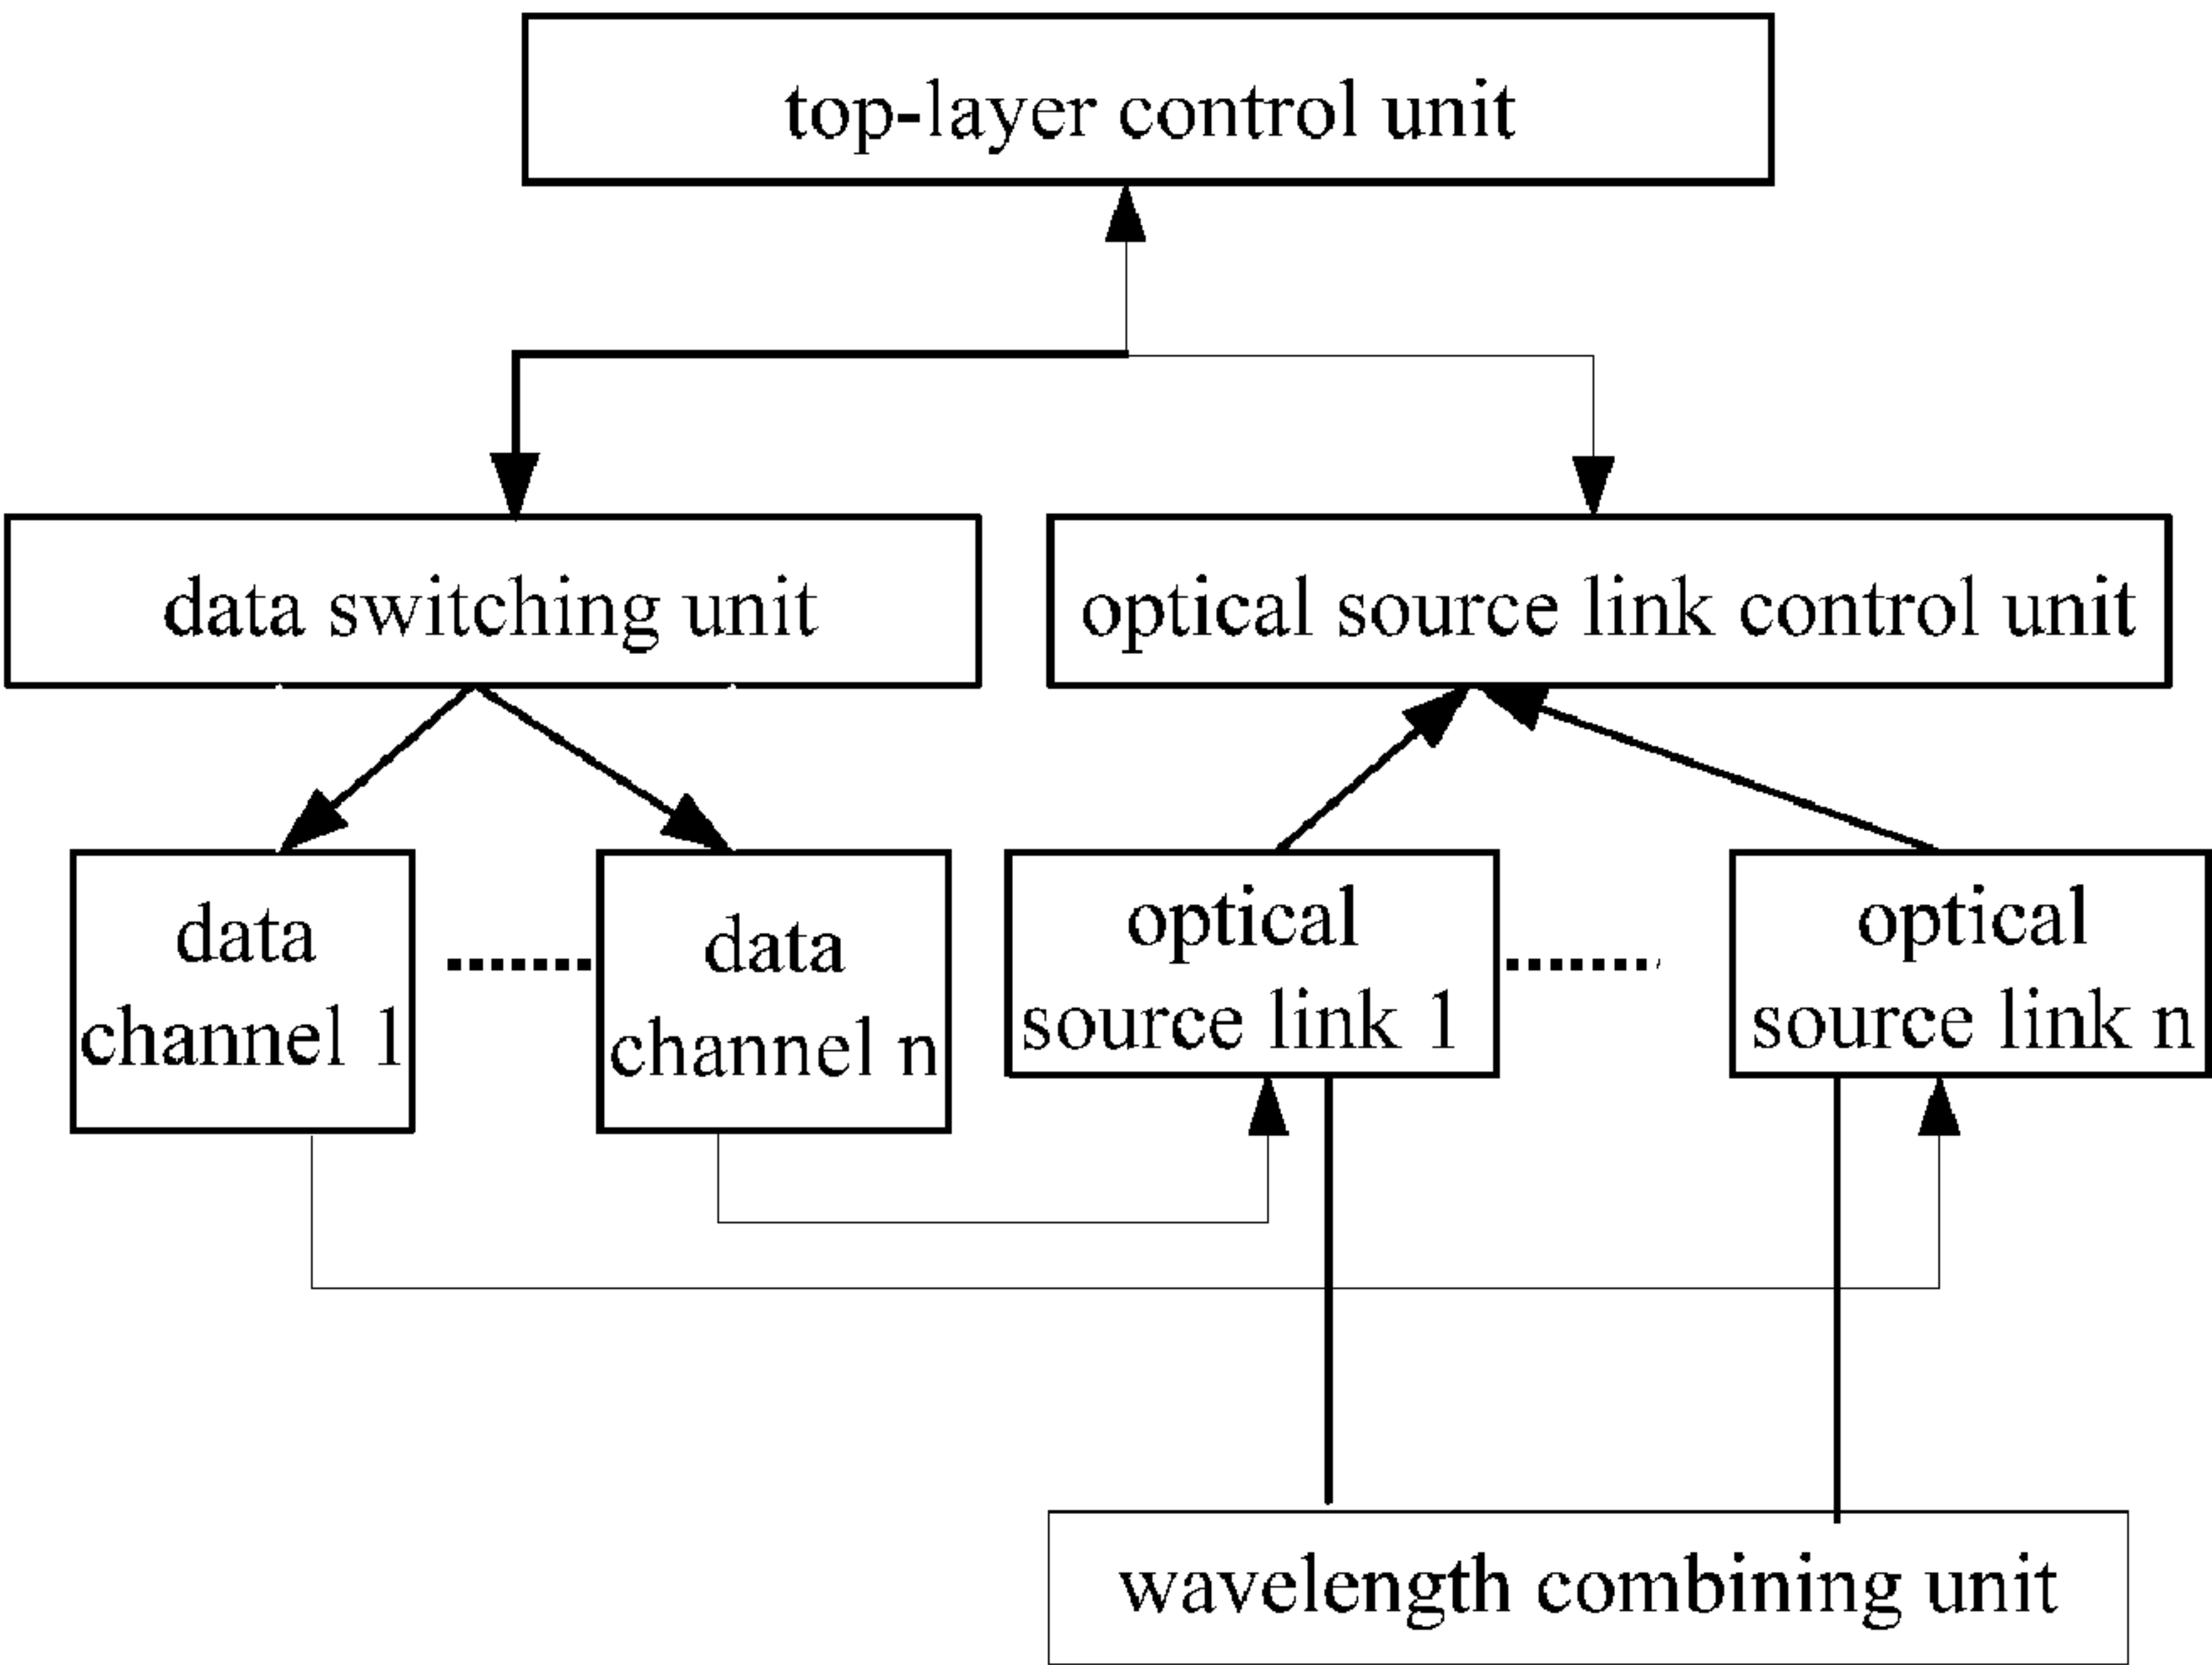 top-layer control unit
data switching unit
optical source link control unit
data
channel 1
data
channel n
optical
source link 1
optical
source link n
wavelength combining unit